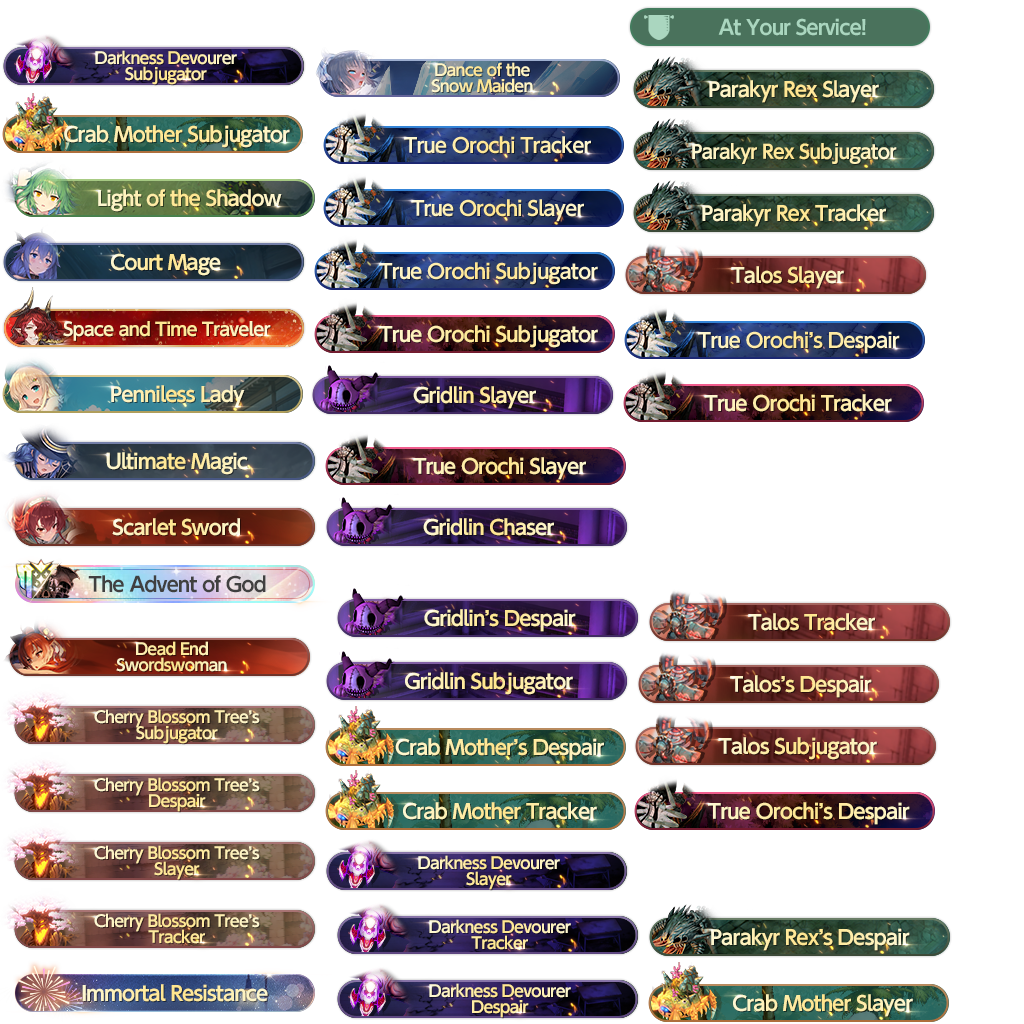 Darkness Devourer
Subjugator
Crab Mother Subjugator
Light of the Shadow
Court Mage
Space and Time Traveler
Penniless Lady
Ultimate Magic
Scarlet Sword
The Advent of God
Dead End
Swordswoman
Cherry Blossom Tree's
Subjugator
Cherry Blossom Tree's
Despair
Cherry Blossom Tree's
Slayer
Cherry Blossom Tree's
Tracker
Immortal Resistance
Dance of the
Snow Maiden
True Orochi Tracker
True Orochi Slayer
True Orochi Subjugator
True Orochi Subjugator
Gridlin Slayer
True Orochi Slayer
Gridlin Chaser
Gridlin's Despair
Gridlin Subjugator
Crab Mother's Despair
Crab Mother Tracker
Darkness Devourer
Slayer
Darkness Devourer
Tracker
Darkness Devourer
Despair
At Your Service!
Parakyr Rex Slayer
Parakyr Rex Subjugator
Parakyr Rex Tracker
Talos Slayer
True Orochi's Despair
True Orochi Tracker
Talos Tracker
Talos's Despair
Talos Subjugator
True Orochi's Despair
Parakyr Rex's Despair
Crab Mother Slayer